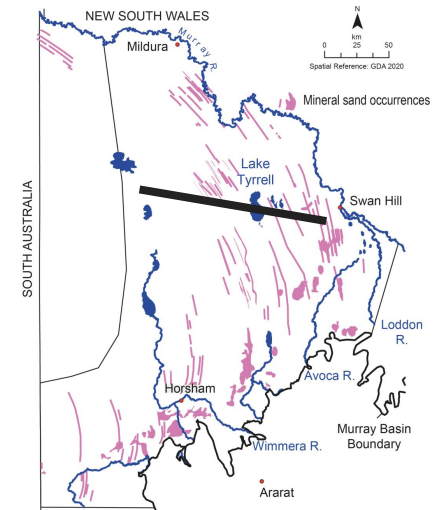 NEW SOUTH WALES
N
km
0 25 50
Spatial Reference: GDA 2020
Mildura
Murray R.
Mineral sand occurrences
Lake
Tyrrell
Swan Hill
SOUTH AUSTRALIA
Loddon
R.
Avoca R.
Horsham
Murray Basin
Boundary
Wimmera R.
Ararat